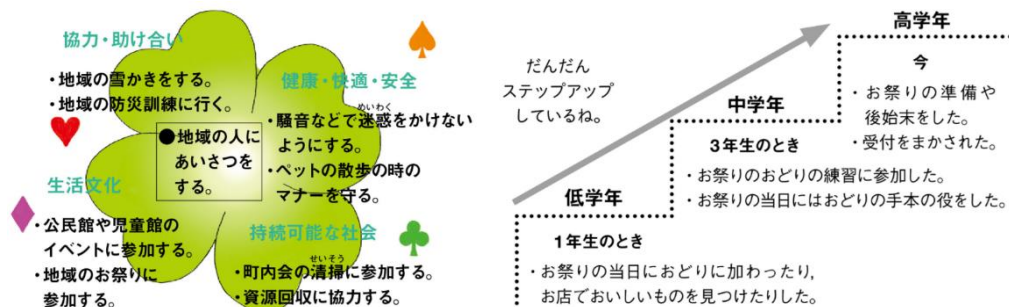 協力・助け合い
・地域の雪かきをする。
・地域の防災訓練に行く。
健康・快適・安全
めいわく
・騒音などで迷惑をかけない
ようにする。
・ペットの散歩の時の
マナーを守る。
●地域の人に
あいさつを
する。
生活文化
・公民館や児童館の
イベントに参加する。
・地域のお祭りに
参加する。
持続可能な社会
せいそう
・町内会の清掃に参加する。
・資源回収に協力する。
だんだん
ステップアップ
しているね。
低学年
1年生のとき
・お祭りの当日におどりに加わったり,
お店でおいしいものを見つけたりした。
中学年
3年生のとき
・お祭りのおどりの練習に参加した。
・お祭りの当日にはおどりの手本の役をした。
高学年
今
・お祭りの準備や
後始末をした。
・受付をまかされた。